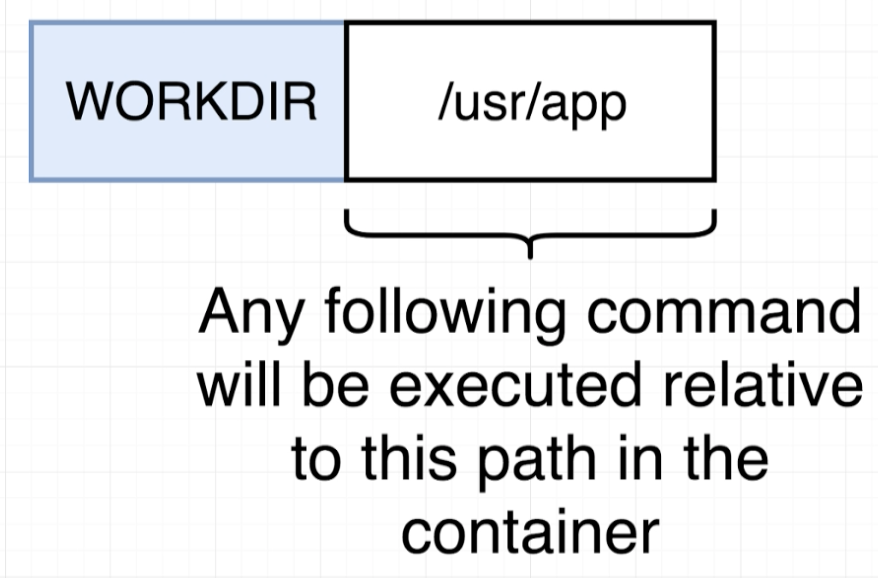 WORKDIR /usr/app
Any following command
will be executed relative
to this path in the
container